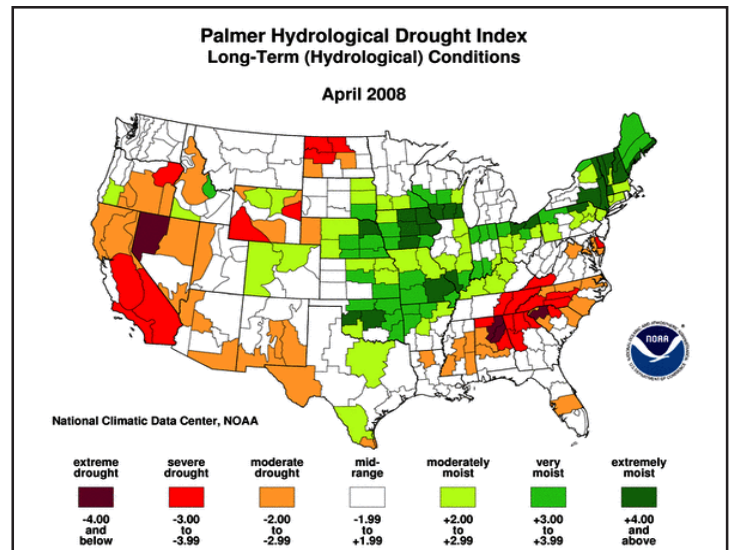 Palmer Hydrological Drought Index
Long-Term (Hydrological) Conditions
April 2008
NOAA
National Climatic Data Center, NOAA
extreme drought
severe drought
moderate drought
mid-range
moderately moist
very moist
extremely moist
-4.00 and below
-3.00 to -3.99
-2.00 to -2.99
-1.99 to +1.99
+2.00 to +2.99
+3.00 to +3.99
+4.00 and above